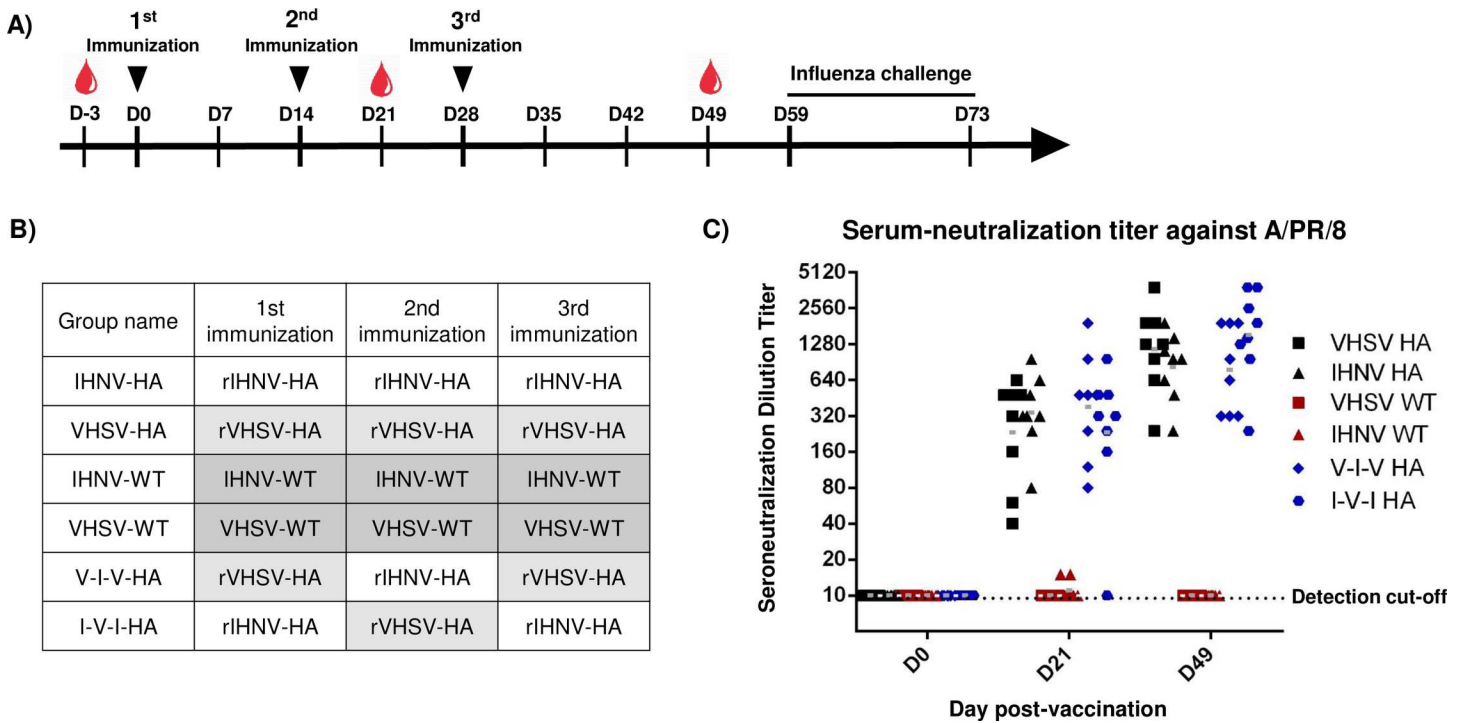 A)
1st
Immunization
2nd
Immunization
3rd
Immunization
Influenza challenge
D-3 D0 D7 D14 D21 D28 D35 D42 D49 D59 D73
B)
Group name 1st immunization 2nd immunization 3rd immunization
IHNV-HA rIHNV-HA rIHNV-HA rIHNV-HA
VHSV-HA rVHSV-HA rVHSV-HA rVHSV-HA
IHNV-WT IHNV-WT IHNV-WT IHNV-WT
VHSV-WT VHSV-WT VHSV-WT VHSV-WT
V-I-V-HA rVHSV-HA rIHNV-HA rVHSV-HA
I-V-I-HA rIHNV-HA rVHSV-HA rIHNV-HA
C)
Serum-neutralization titer against A/PR/8
Seroneutralization Dilution Titer
5120
2560
1280
640
320
160
80
40
20
10
VHSV HA
IHNV HA
VHSV WT
IHNV WT
V-I-V HA
I-V-I HA
Detection cut-off
D0 D21 D49
Day post-vaccination